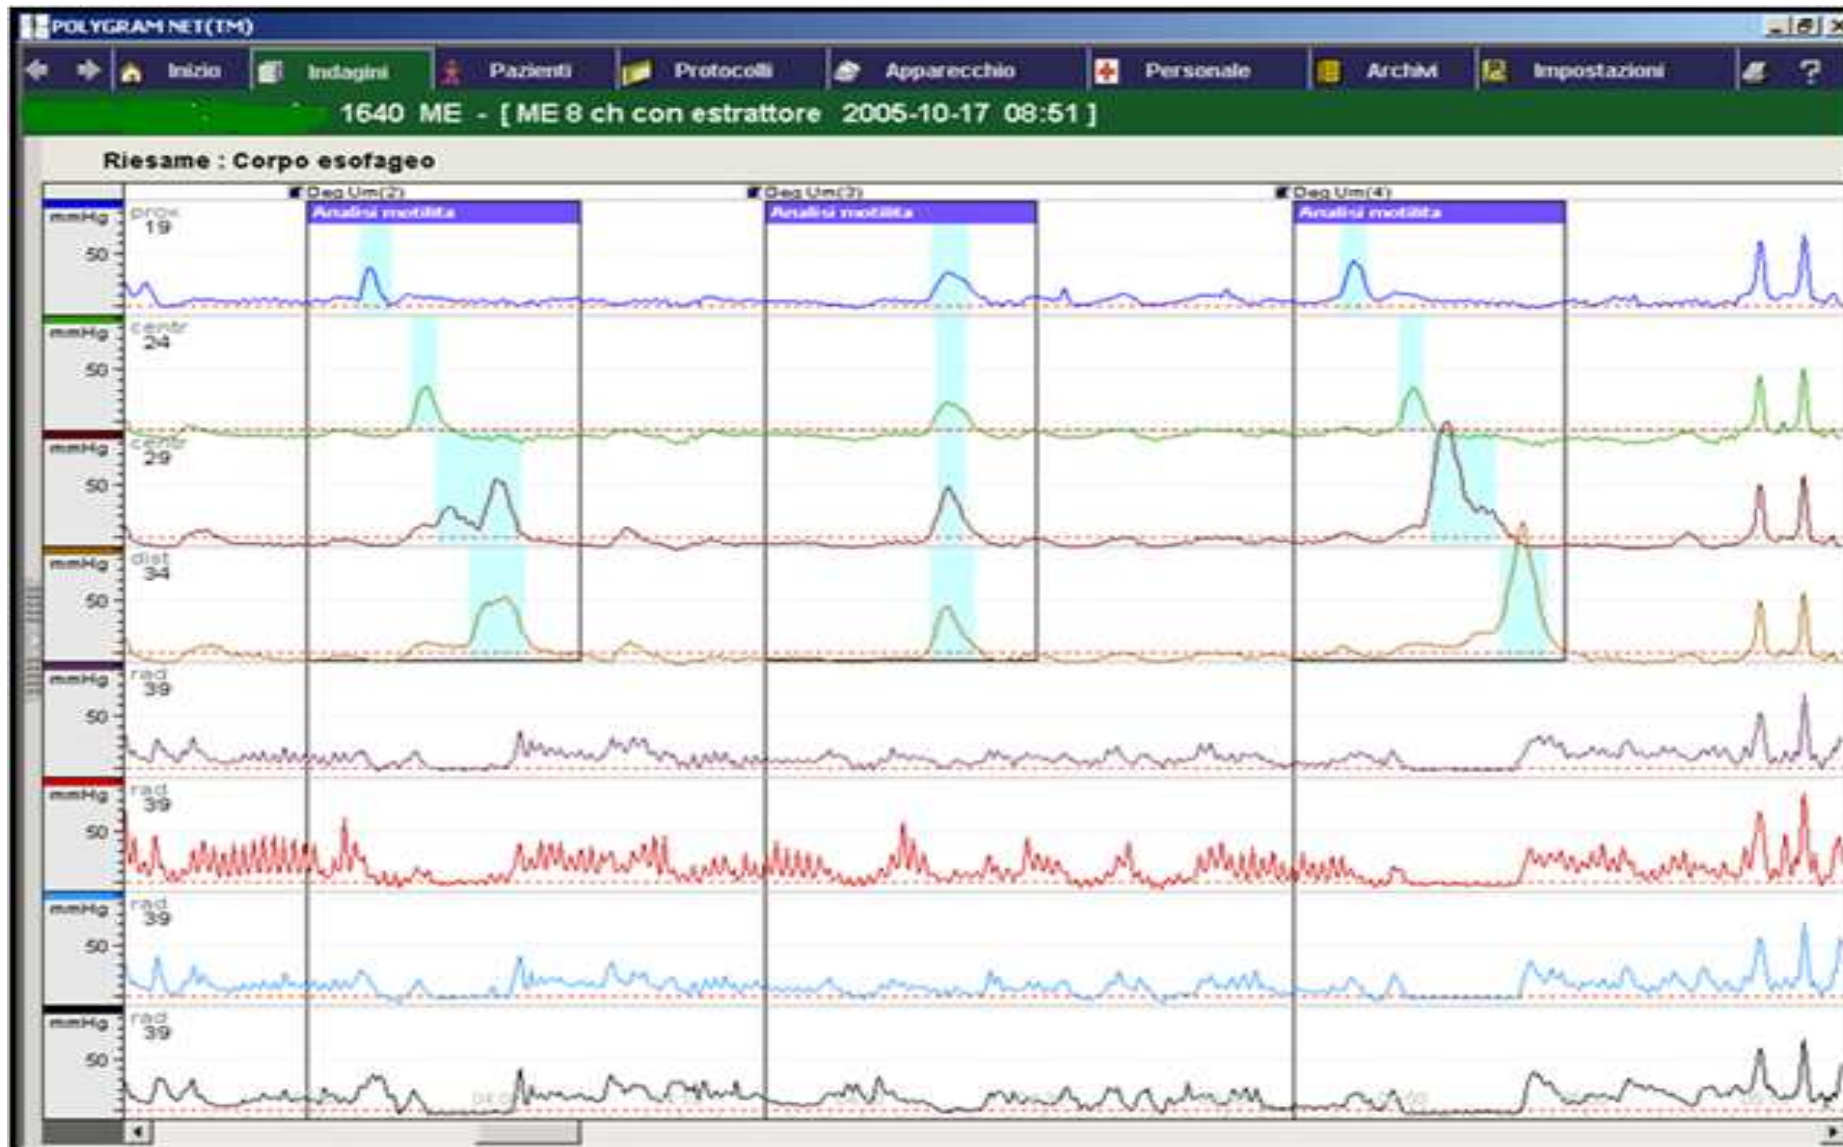 POLYGRAM NET(TM)
Inizio Indagini Pazienti Protocolli Apparecchio Personale Archivi Impostazioni ?
1640 ME - [ ME 8 ch con estrattore 2005-10-17 08:51 ]
Riesame : Corpo esofageo
Deg Um(2) Deg Um(3) Deg Um(4)
Analisi motilita Analisi motilita Analisi motilita
mmHg prox
19
50
mmHg centr
24
50
mmHg centr
29
50
mmHg dist
34
50
mmHg rad
39
50
mmHg rad
39
50
mmHg rad
39
50
mmHg rad
39
50